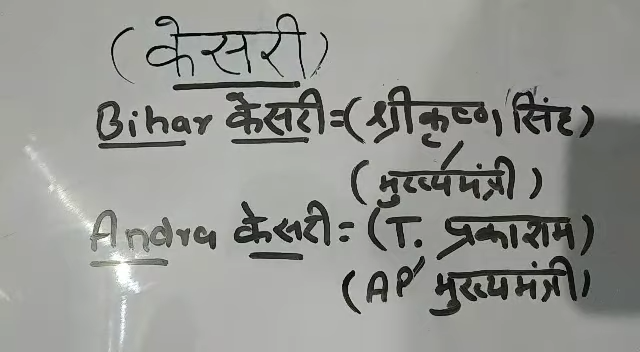 (केसरी)
Bihar केसरी=(श्रीकृष्ण सिंह)
(मुख्यमंत्री)
Andra केसरी=(T. प्रकाशम)
(AP मुख्यमंत्री)